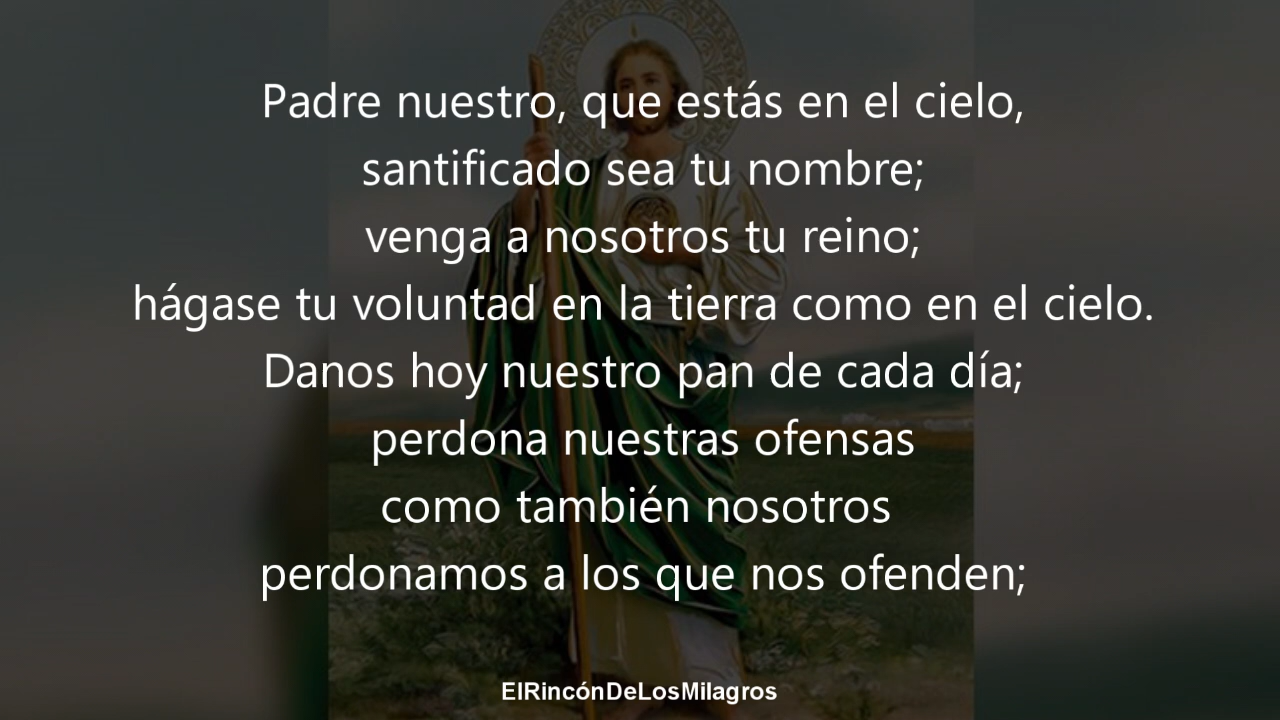 Padre nuestro, que estás en el cielo,
santificado sea tu nombre;
venga a nosotros tu reino;
hágase tu voluntad en la tierra como en el cielo.
Danos hoy nuestro pan de cada día;
perdona nuestras ofensas
como también nosotros
perdonamos a los que nos ofenden;
ElRincónDeLosMilagros